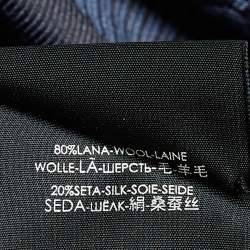 80%LANA-WOOL-LAINE
WOLLE-LÃ-ШЕРСТЬ-毛-羊毛
20%SETA-SILK-SOIE-SEIDE
SEDA-ШЁЛК-絹-桑蚕丝